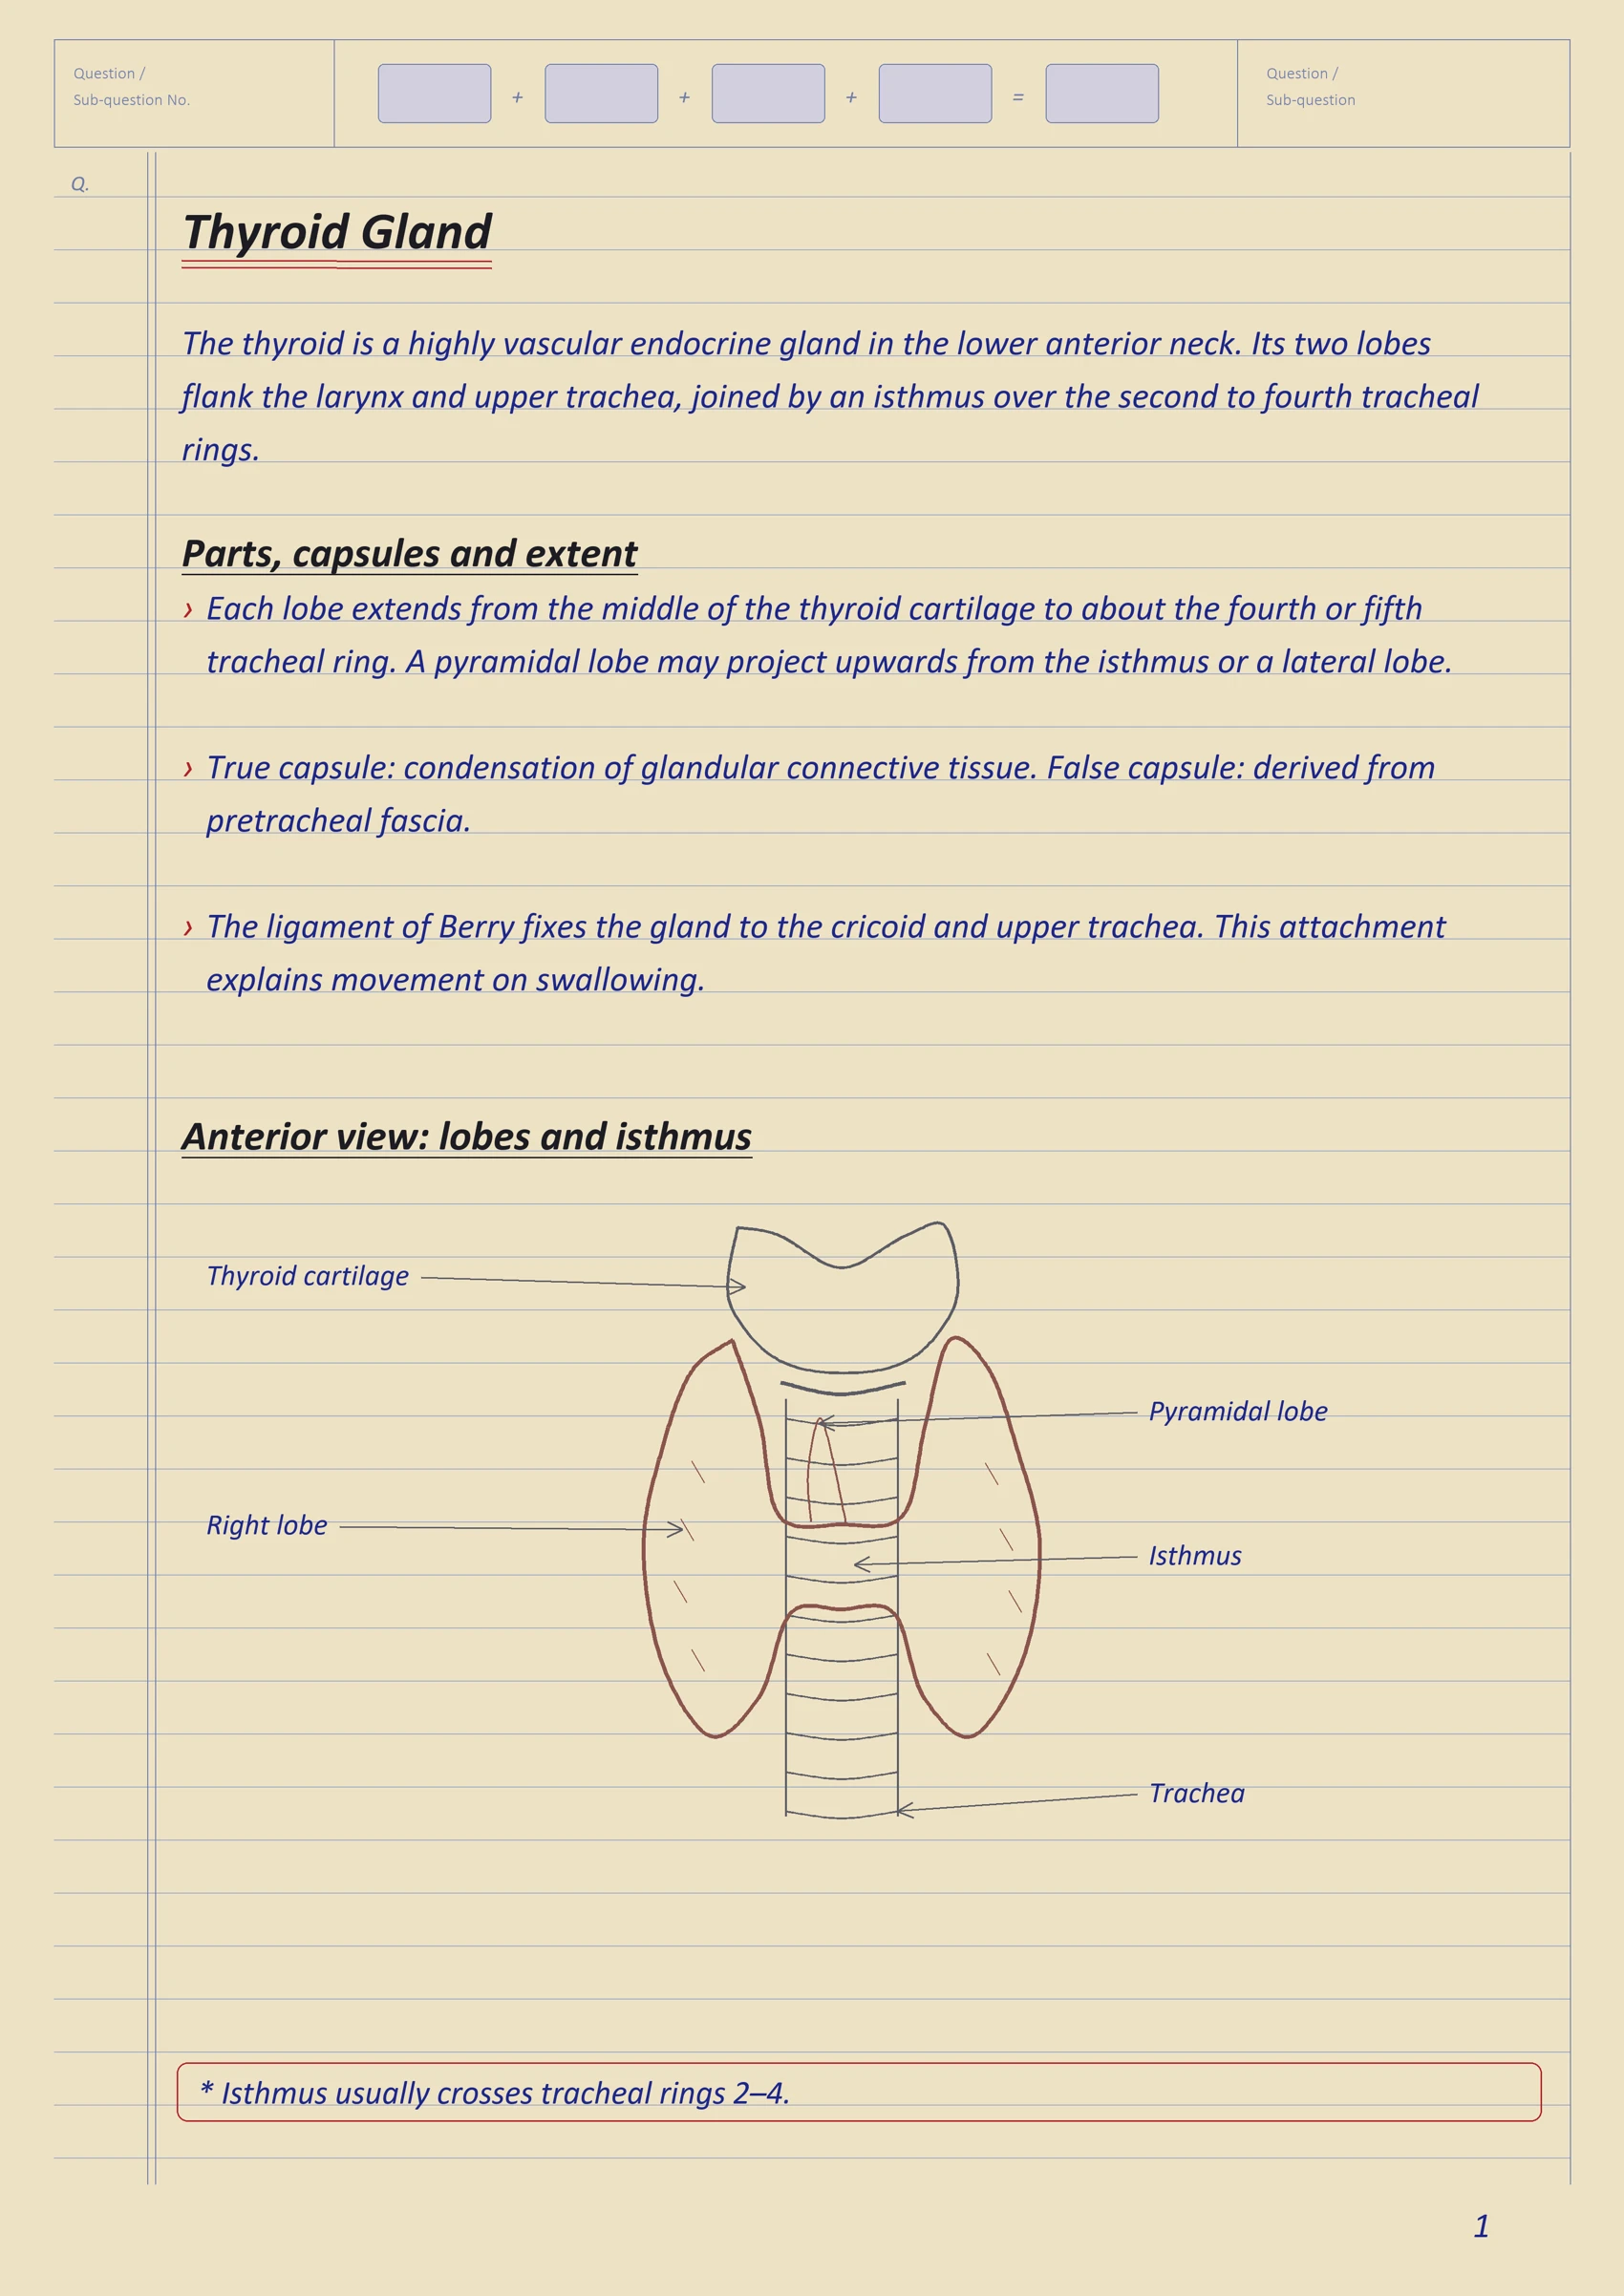 Question /
Sub-question No.
+ + + =
Question /
Sub-question
Q.
Thyroid Gland
The thyroid is a highly vascular endocrine gland in the lower anterior neck. Its two lobes
flank the larynx and upper trachea, joined by an isthmus over the second to fourth tracheal
rings.
Parts, capsules and extent
› Each lobe extends from the middle of the thyroid cartilage to about the fourth or fifth
tracheal ring. A pyramidal lobe may project upwards from the isthmus or a lateral lobe.
› True capsule: condensation of glandular connective tissue. False capsule: derived from
pretracheal fascia.
› The ligament of Berry fixes the gland to the cricoid and upper trachea. This attachment
explains movement on swallowing.
Anterior view: lobes and isthmus
Thyroid cartilage
Pyramidal lobe
Right lobe
Isthmus
Trachea
* Isthmus usually crosses tracheal rings 2–4.
1